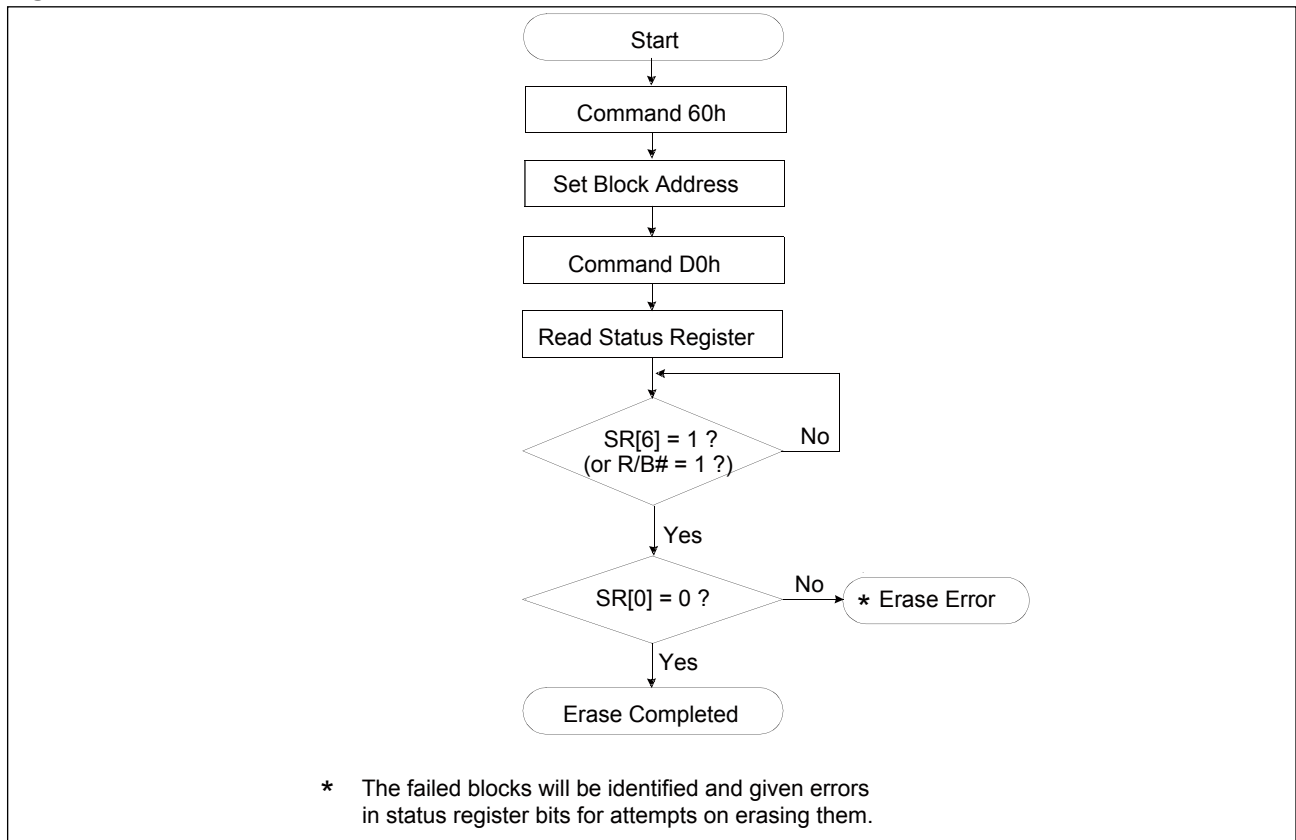 Start
Command 60h
Set Block Address
Command D0h
Read Status Register
SR[6] = 1 ?
(or R/B# = 1 ?)
No
Yes
SR[0] = 0 ?
No
* Erase Error
Yes
Erase Completed
* The failed blocks will be identified and given errors
in status register bits for attempts on erasing them.